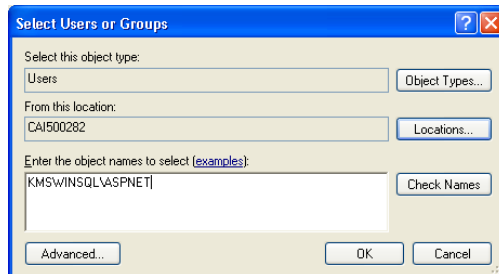 Select Users or Groups
Select this object type:
Users
Object Types...
From this location:
CAI500282
Locations...
Enter the object names to select (examples):
KMSWINSQL\ASPNET
Check Names
Advanced...
OK
Cancel